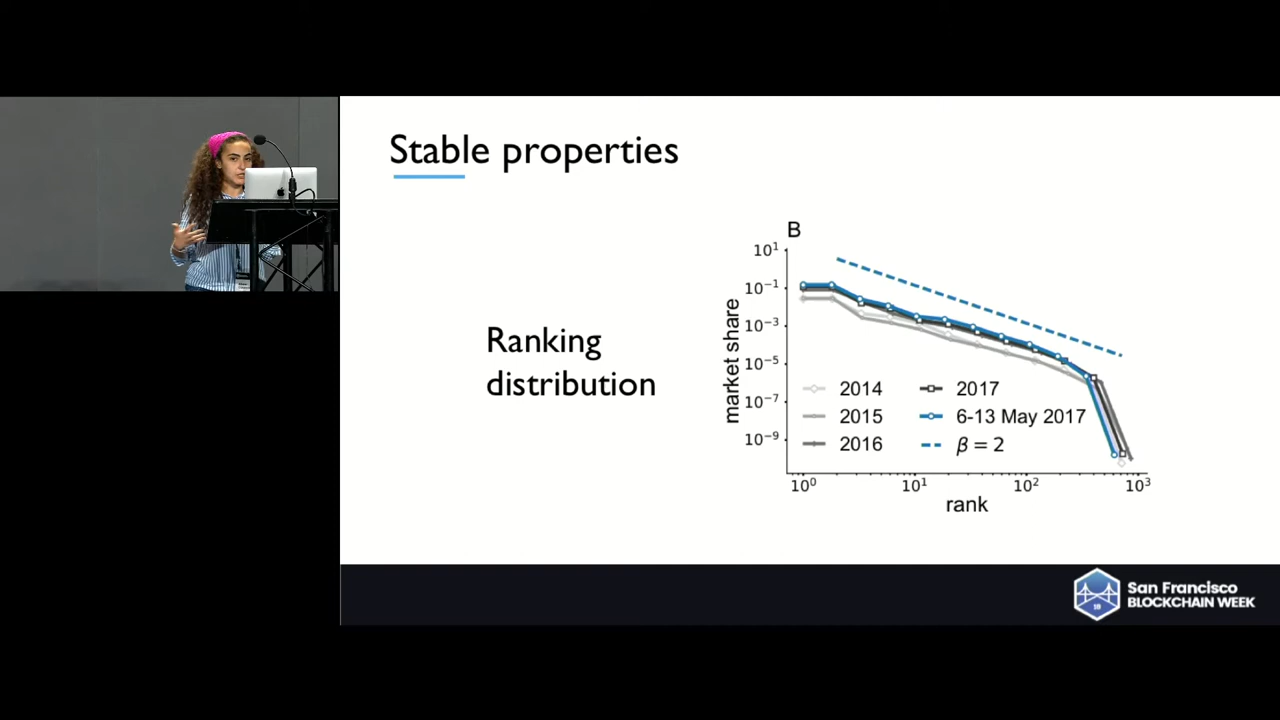 Stable properties
Ranking
distribution
B
market share
10¹
10⁻¹
10⁻³
10⁻⁵
10⁻⁷
10⁻⁹
2014
2015
2016
2017
6-13 May 2017
β = 2
10⁰
10¹
10²
10³
rank
18
San Francisco
BLOCKCHAIN WEEK